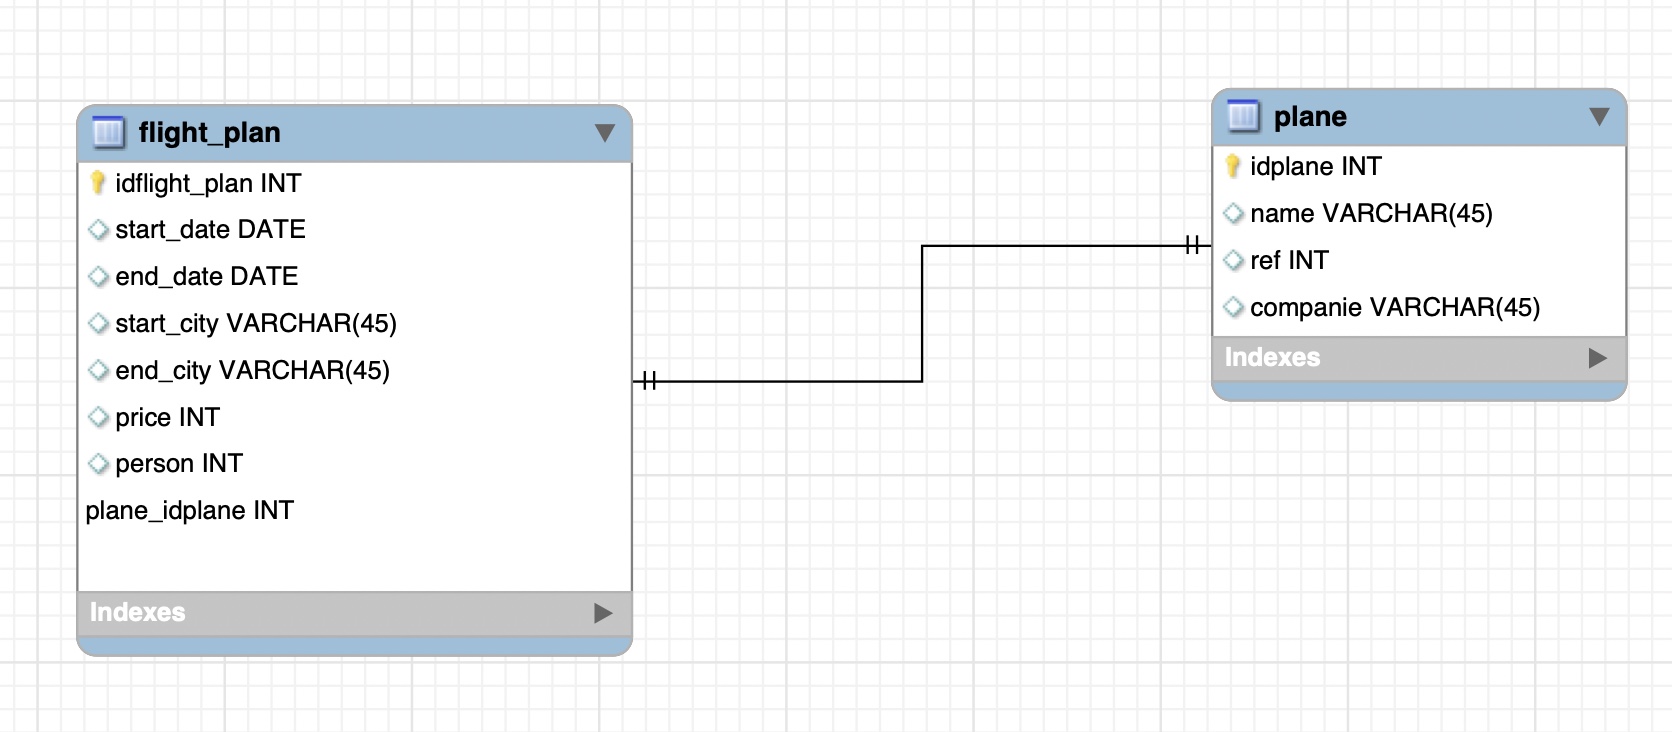 flight_plan
idflight_plan INT
start_date DATE
end_date DATE
start_city VARCHAR(45)
end_city VARCHAR(45)
price INT
person INT
plane_idplane INT
Indexes
plane
idplane INT
name VARCHAR(45)
ref INT
companie VARCHAR(45)
Indexes